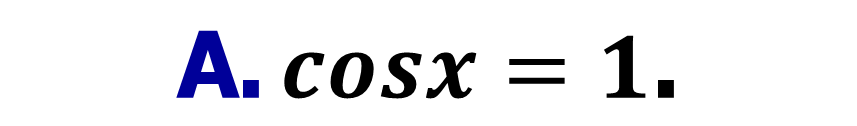 A. cosx = 1.